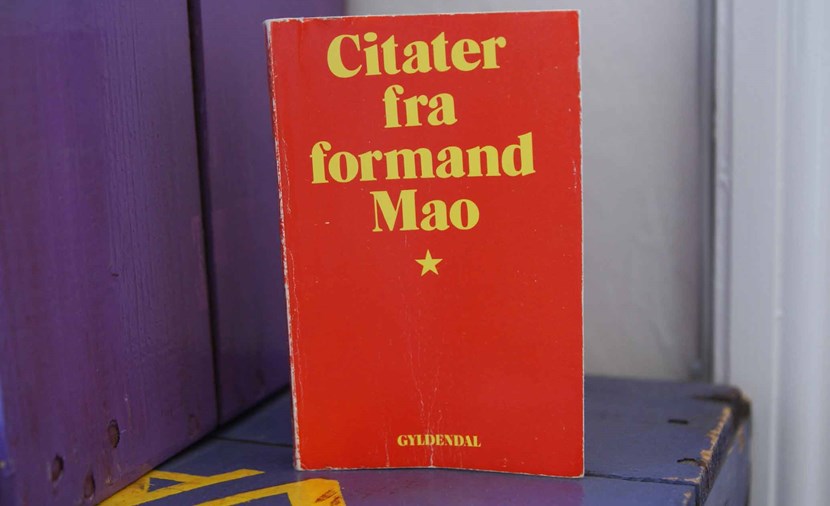 Citater
fra
formand
Mao
GYLDENDAL